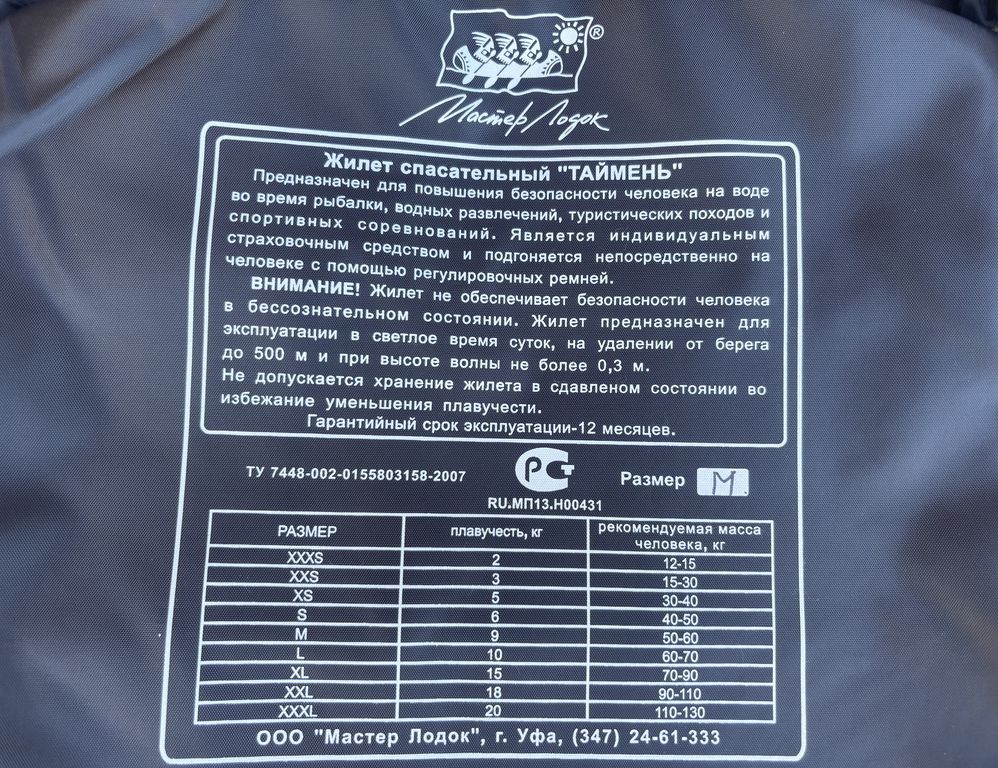 ®
Мастер Лодок
Жилет спасательный "ТАЙМЕНЬ"
Предназначен для повышения безопасности человека на воде
во время рыбалки, водных развлечений, туристических походов и
спортивных соревнований. Является индивидуальным
страховочным средством и подгоняется непосредственно на
человеке с помощью регулировочных ремней.
ВНИМАНИЕ! Жилет не обеспечивает безопасности человека
в бессознательном состоянии. Жилет предназначен для
эксплуатации в светлое время суток, на удалении от берега
до 500 м и при высоте волны не более 0,3 м.
Не допускается хранение жилета в сдавленом состоянии во
избежание уменьшения плавучести.
Гарантийный срок эксплуатации-12 месяцев.
ТУ 7448-002-0155803158-2007 РСТ Размер М
RU.МП13.Н00431
РАЗМЕР плавучесть, кг рекомендуемая масса
человека, кг
XXXS 2 12-15
XXS 3 15-30
XS 5 30-40
S 6 40-50
M 9 50-60
L 10 60-70
XL 15 70-90
XXL 18 90-110
XXXL 20 110-130
ООО "Мастер Лодок", г. Уфа, (347) 24-61-333